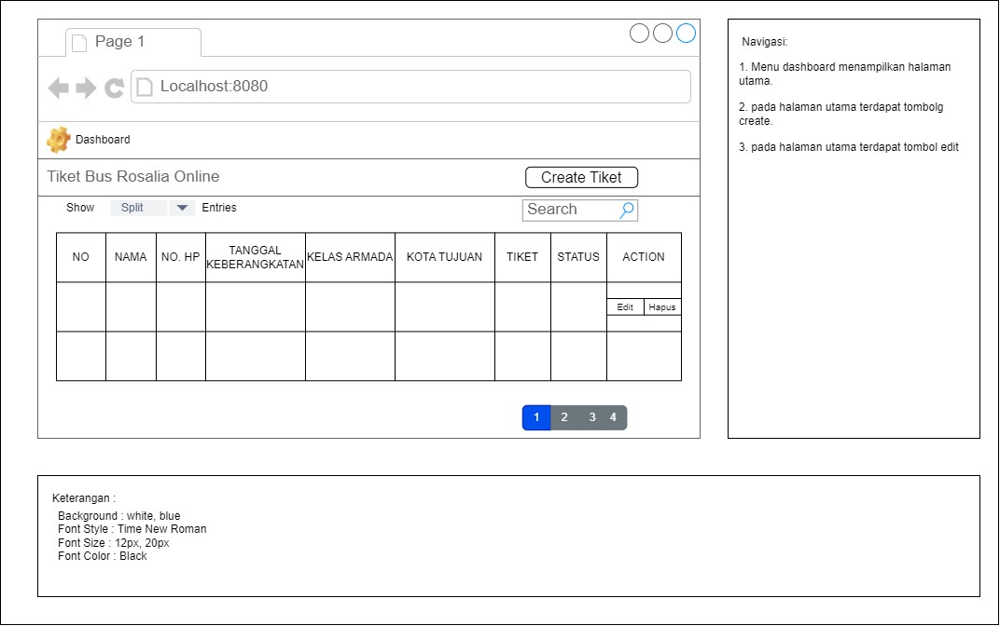 Page 1
Localhost:8080
Dashboard
Tiket Bus Rosalia Online
Create Tiket
Show Split Entries
Search
NO NAMA NO. HP TANGGAL KEBERANGKATAN KELAS ARMADA KOTA TUJUAN TIKET STATUS ACTION
Edit Hapus
1 2 3 4
Navigasi:
1. Menu dashboard menampilkan halaman
utama.
2. pada halaman utama terdapat tombolg
create.
3. pada halaman utama terdapat tombol edit
Keterangan :
Background : white, blue
Font Style : Time New Roman
Font Size : 12px, 20px
Font Color : Black